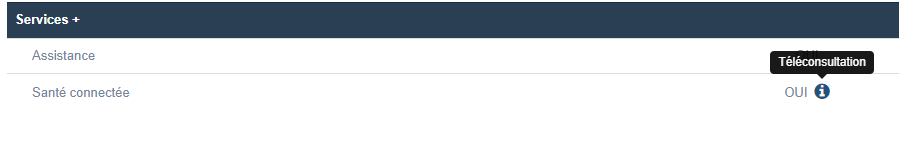 Services +
Assistance
Téléconsultation
Santé connectée OUI